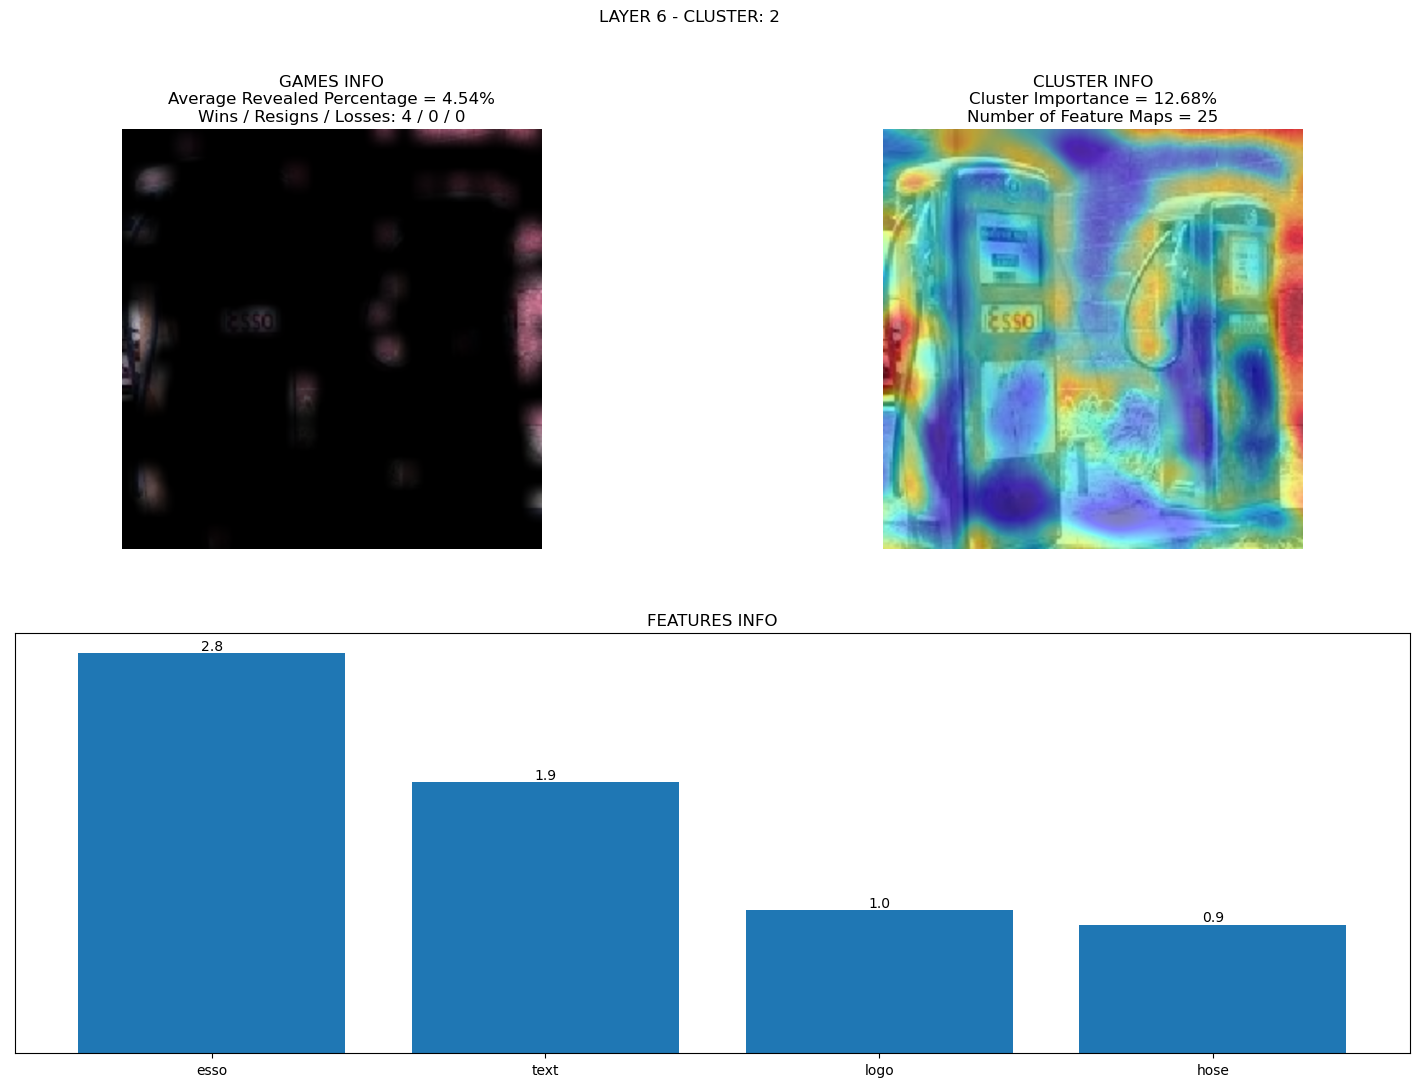 LAYER 6 - CLUSTER: 2
GAMES INFO
Average Revealed Percentage = 4.54%
Wins / Resigns / Losses: 4 / 0 / 0
CLUSTER INFO
Cluster Importance = 12.68%
Number of Feature Maps = 25
ESSO
ESSO
FEATURES INFO
2.8
1.9
1.0
0.9
esso
text
logo
hose